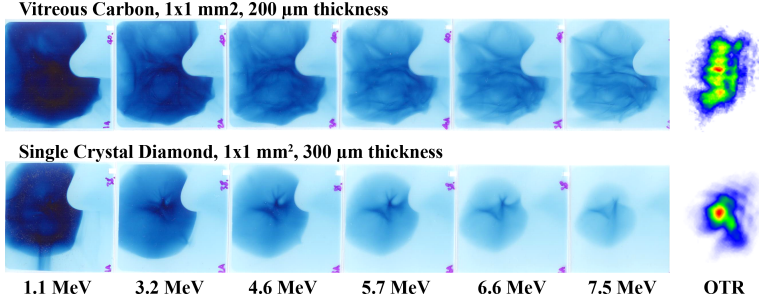 Vitreous Carbon, 1x1 mm2, 200 µm thickness
Single Crystal Diamond, 1x1 mm², 300 µm thickness
1.1 MeV 3.2 MeV 4.6 MeV 5.7 MeV 6.6 MeV 7.5 MeV OTR